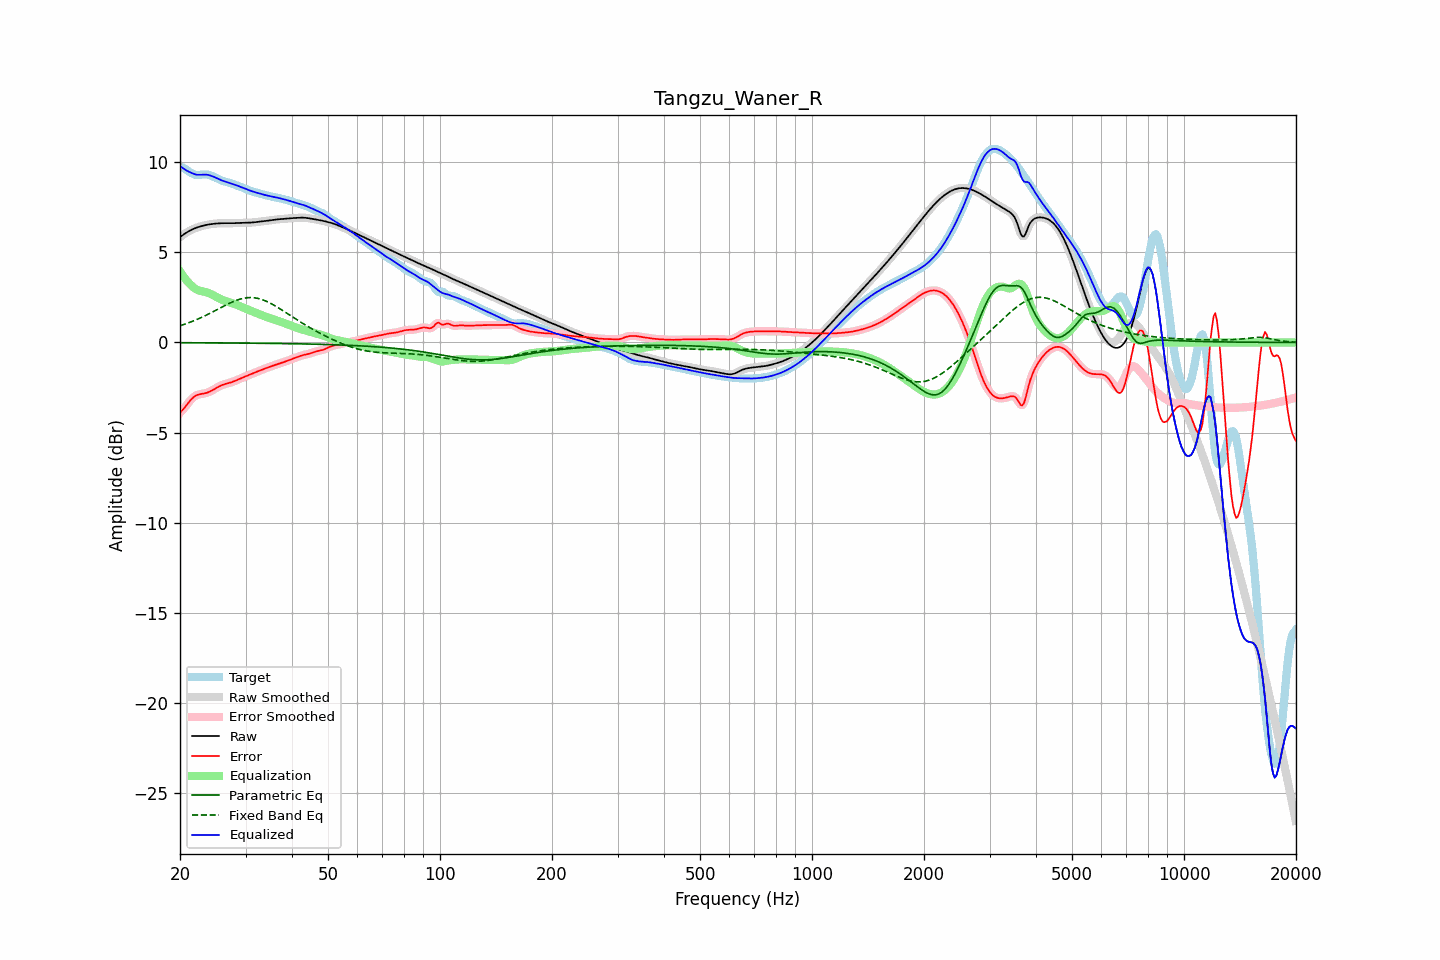 Tangzu_Waner_R
10
5
0
−5
−10
−15
−20
−25
Amplitude (dBr)
Target
Raw Smoothed
Error Smoothed
Raw
Error
Equalization
Parametric Eq
Fixed Band Eq
Equalized
20 50 100 200 500 1000 2000 5000 10000 20000
Frequency (Hz)